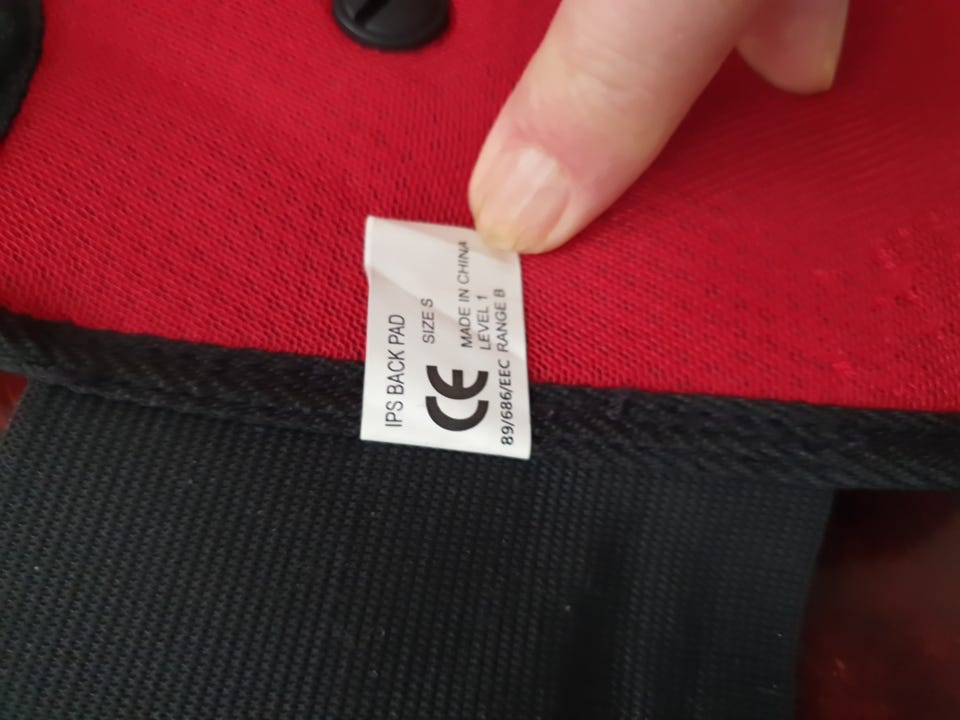 IPS BACK PAD
SIZE S
CE
MADE IN CHINA
LEVEL 1
89/686/EEC RANGE B